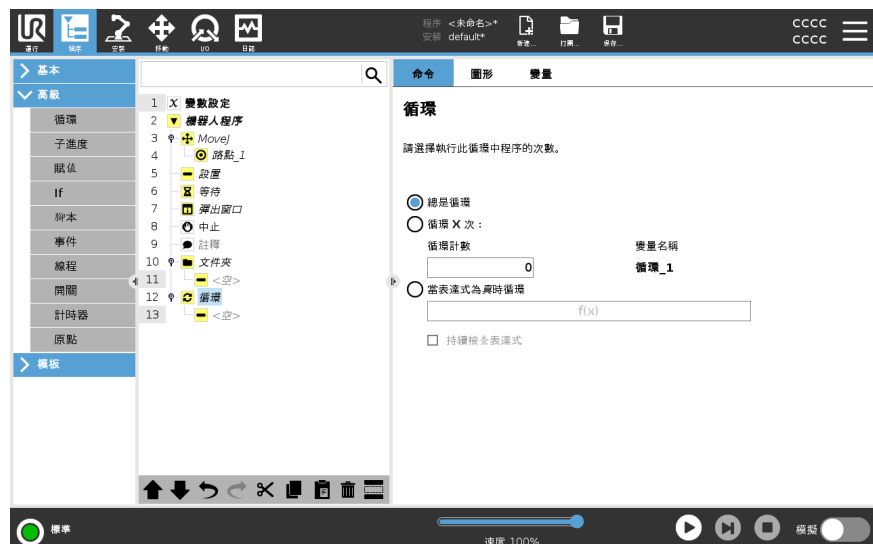 UR
運行
程序
安裝
移動
I/O
日誌
程序 <未命名>*
安裝 default*
新建...
打開...
保存...
CCCC
CCCC
基本
高級
循環
子進度
賦值
If
腳本
事件
線程
開關
計時器
原點
模板
1 X 變數設定
2 機器人程序
3 MoveJ
4 路點_1
5 設置
6 等待
7 彈出窗口
8 中止
9 註釋
10 文件夾
11 <空>
12 循環
13 <空>
命令 圖形 變量
循環
請選擇執行此循環中程序的次數。
總是循環
循環 X 次：
循環計數 變量名稱
0 循環_1
當表達式為真時循環
f(x)
持續檢查表達式
標準
速度 100%
模擬